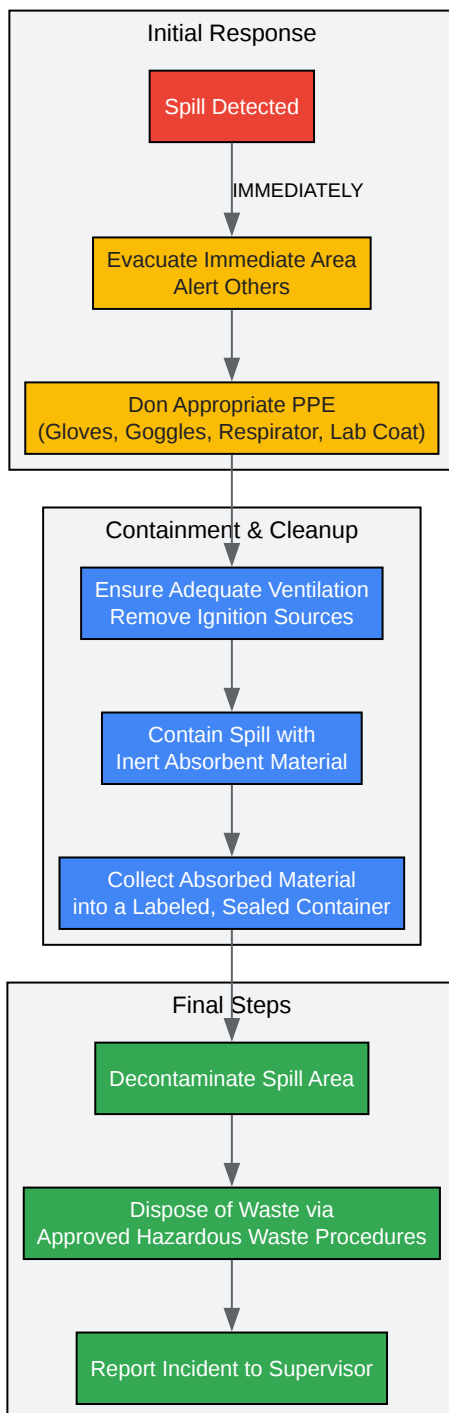 Initial Response
Spill Detected
IMMEDIATELY
Evacuate Immediate Area
Alert Others
Don Appropriate PPE
(Gloves, Goggles, Respirator, Lab Coat)
Containment & Cleanup
Ensure Adequate Ventilation
Remove Ignition Sources
Contain Spill with
Inert Absorbent Material
Collect Absorbed Material
into a Labeled, Sealed Container
Final Steps
Decontaminate Spill Area
Dispose of Waste via
Approved Hazardous Waste Procedures
Report Incident to Supervisor